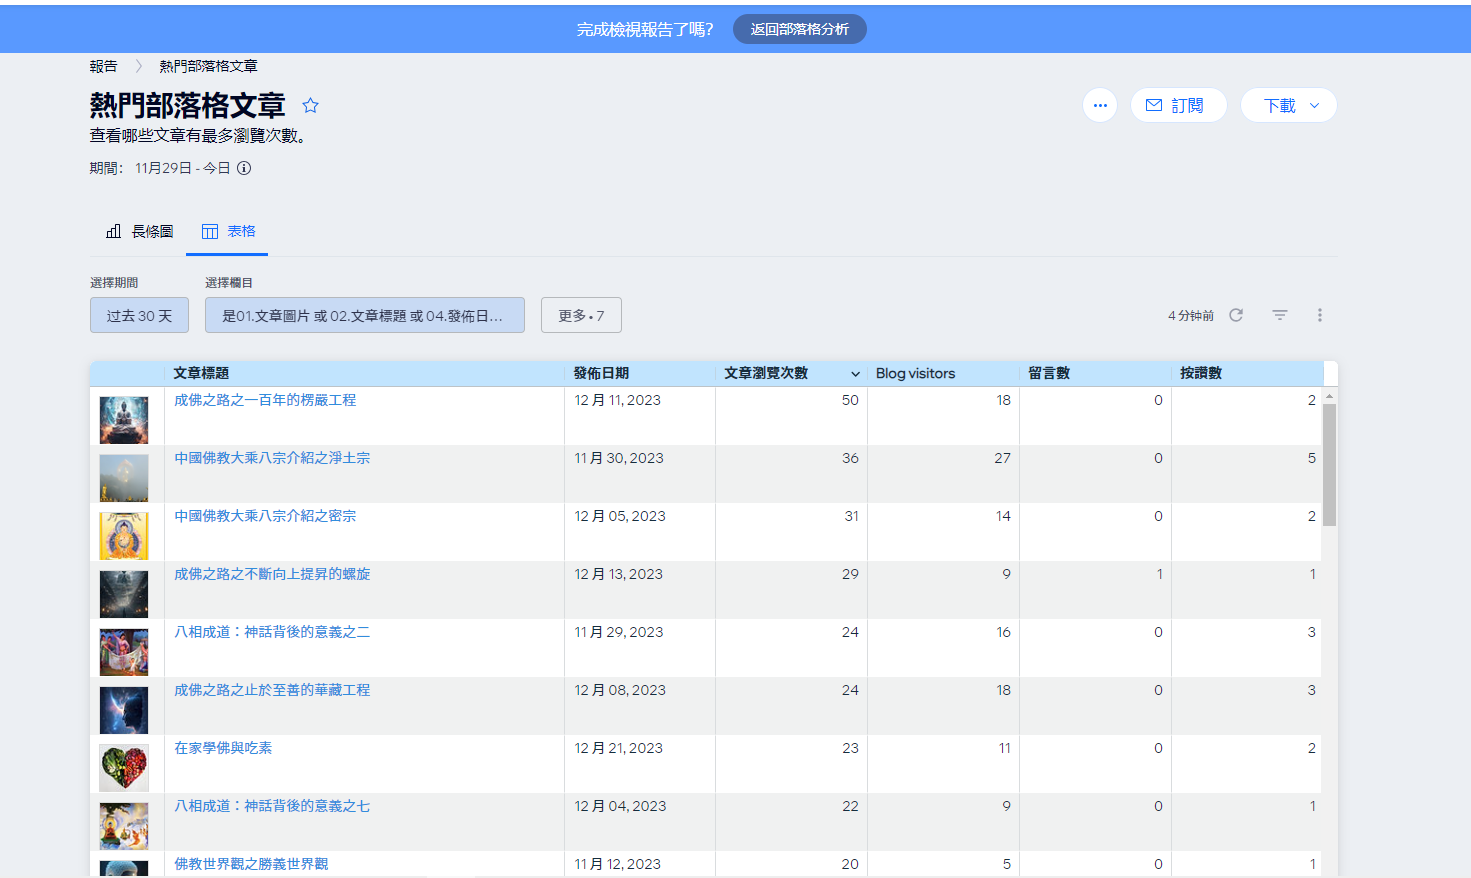 完成檢視報告了嗎? 返回部落格分析
報告 > 熱門部落格文章
熱門部落格文章
查看哪些文章有最多瀏覽次數。
期間： 11月29日 - 今日
訂閱 下載
長條圖 表格
選擇期間 選擇欄目
过去 30 天 是01.文章圖片 或 02.文章標題 或 04.發佈日... 更多 • 7 4 分钟前
文章標題 發佈日期 文章瀏覽次數 Blog visitors 留言數 按讚數
成佛之路之一百年的楞嚴工程 12 月 11, 2023 50 18 0 2
中國佛教大乘八宗介紹之淨土宗 11 月 30, 2023 36 27 0 5
中國佛教大乘八宗介紹之密宗 12 月 05, 2023 31 14 0 2
成佛之路之不斷向上提昇的螺旋 12 月 13, 2023 29 9 1 1
八相成道：神話背後的意義之二 11 月 29, 2023 24 16 0 3
成佛之路之止於至善的華藏工程 12 月 08, 2023 24 18 0 3
在家學佛與吃素 12 月 21, 2023 23 11 0 2
八相成道：神話背後的意義之七 12 月 04, 2023 22 9 0 1
佛教世界觀之勝義世界觀 11 月 12, 2023 20 5 0 1